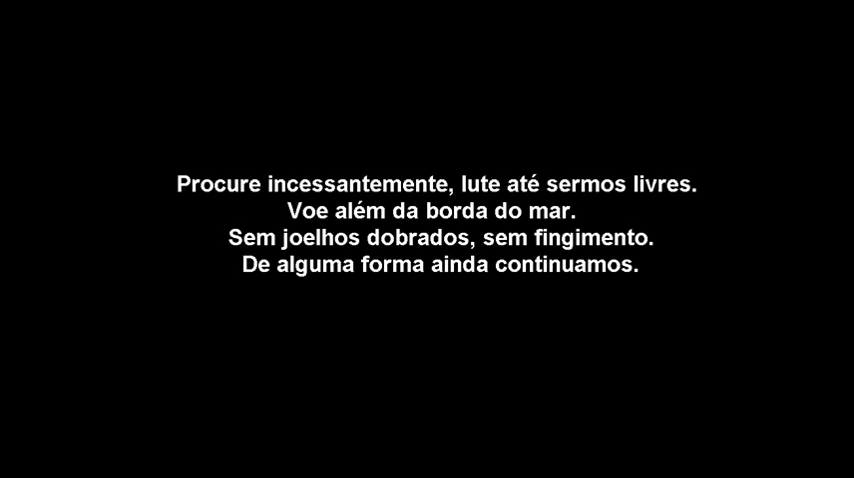 Procure incessantemente, lute até sermos livres.
Voe além da borda do mar.
Sem joelhos dobrados, sem fingimento.
De alguma forma ainda continuamos.